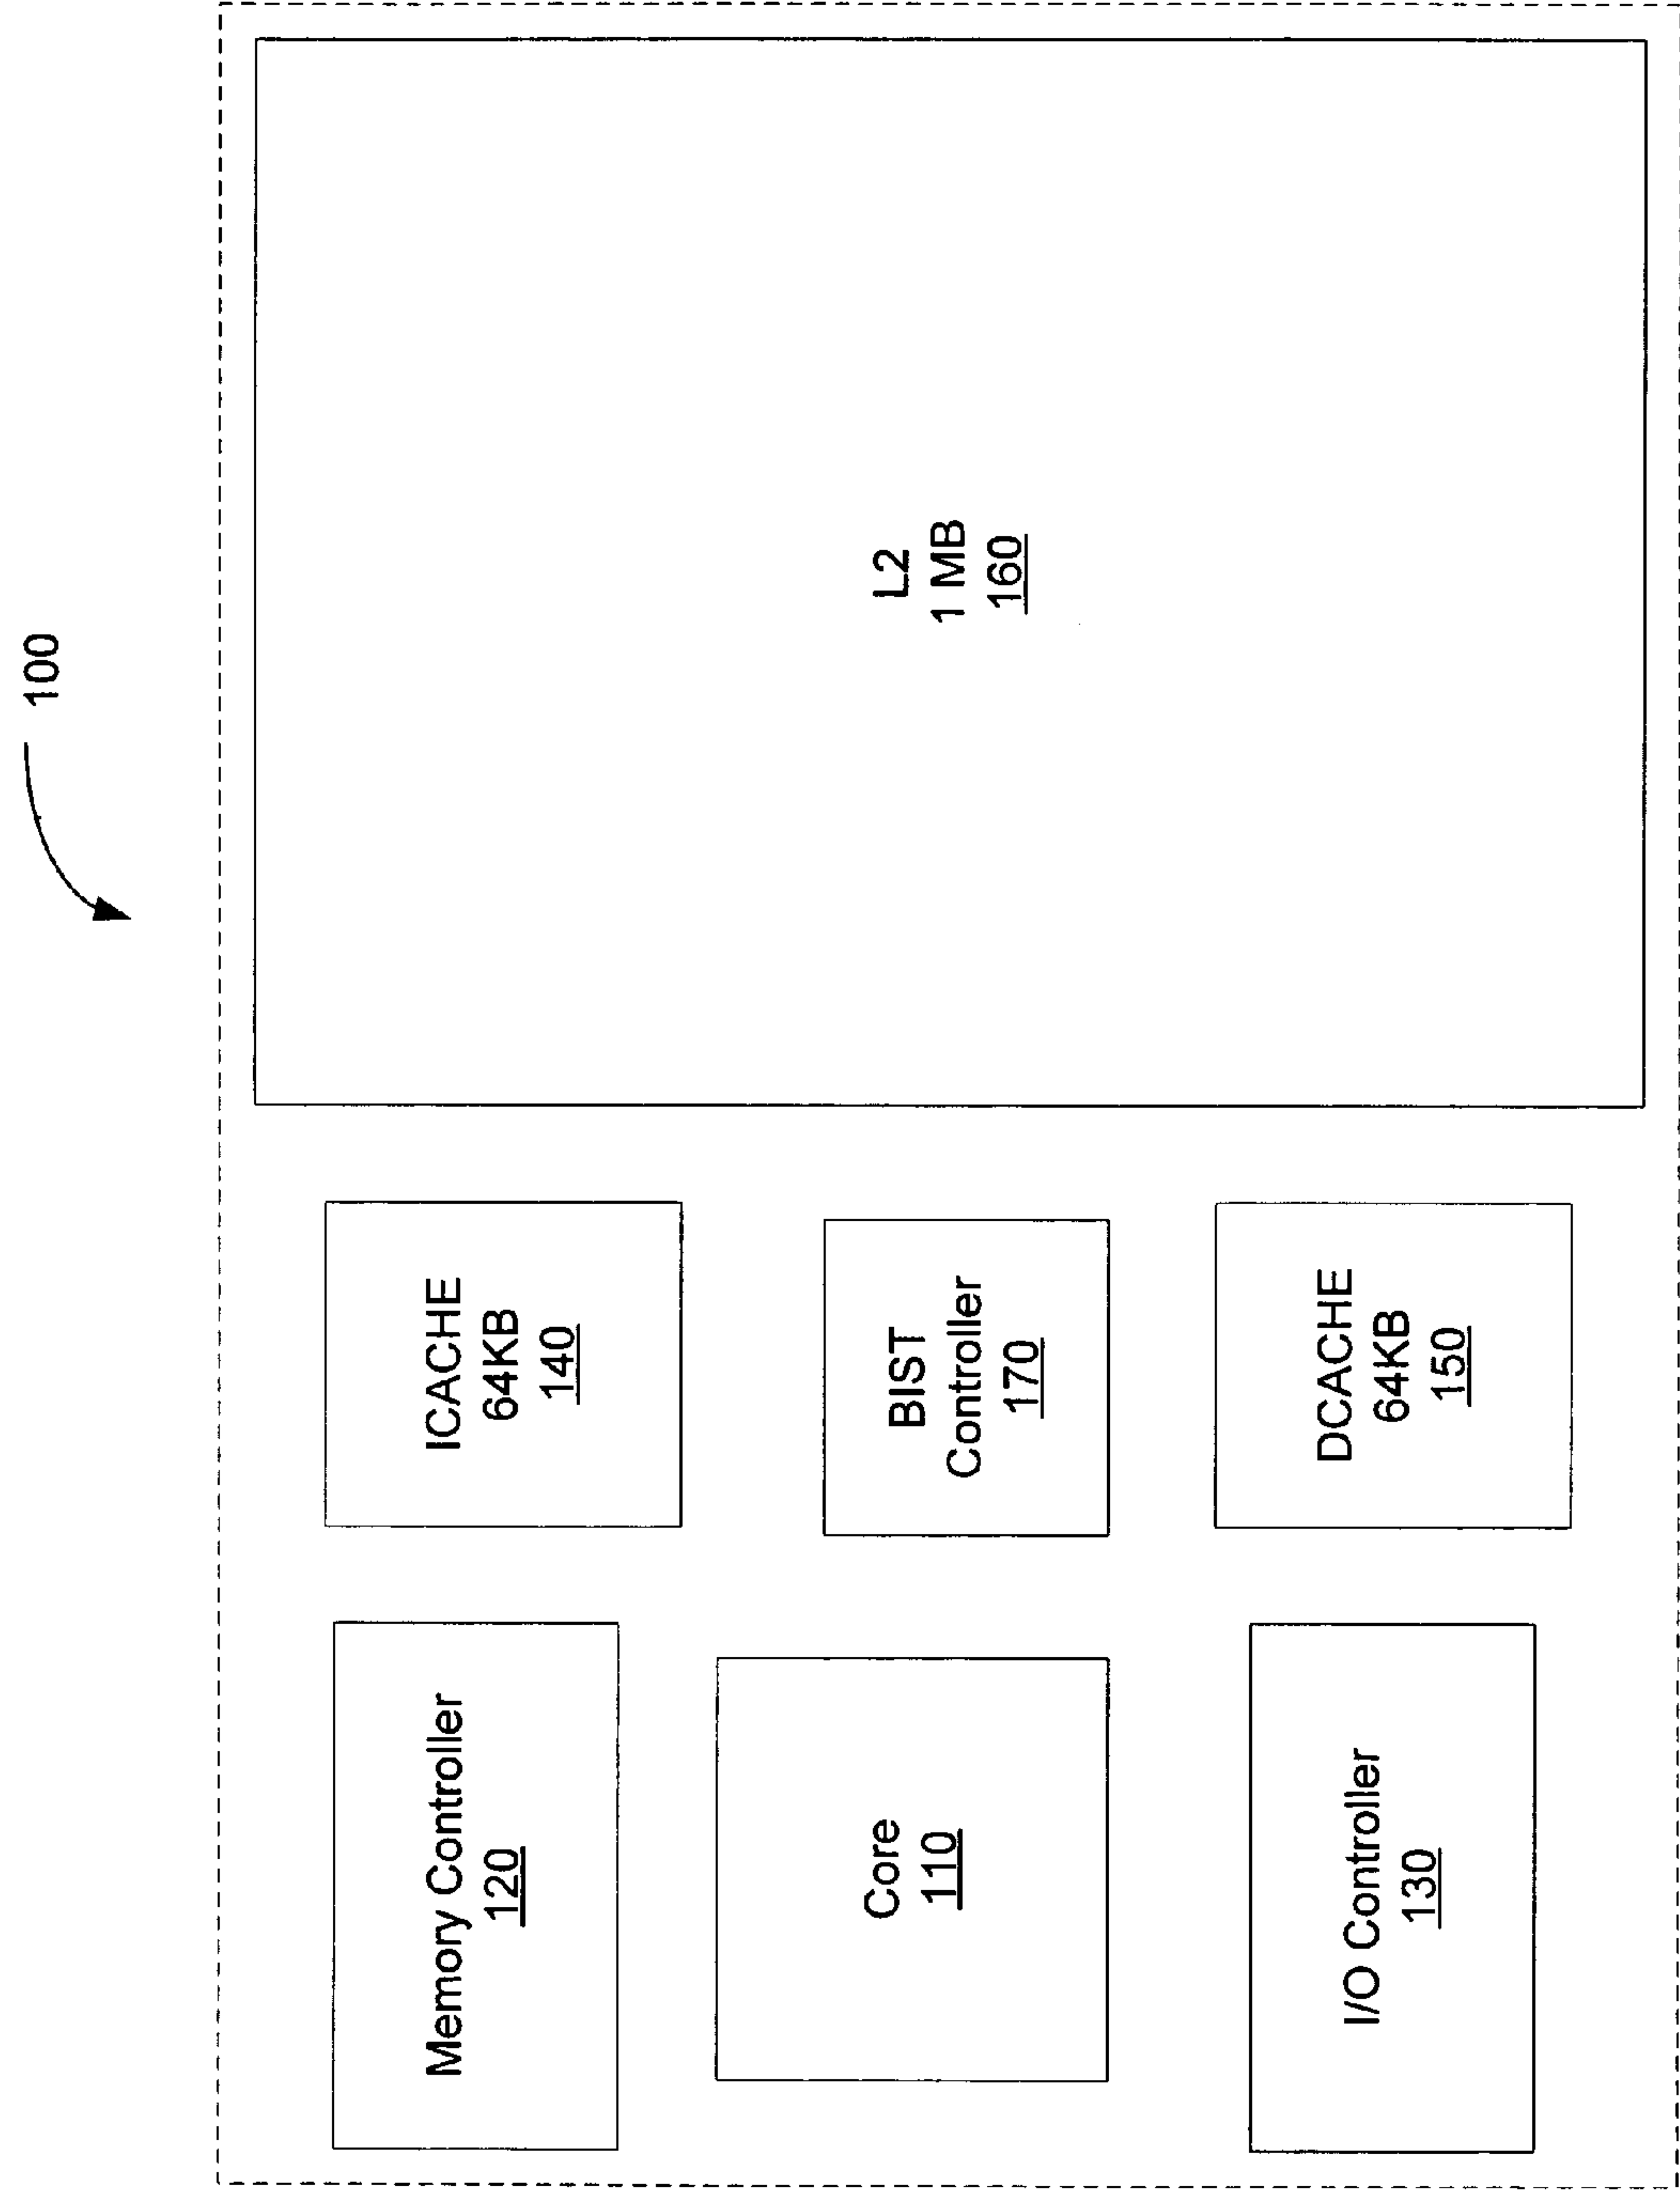 100
Memory Controller
120
ICACHE
64KB
140
L2
1 MB
160
Core
110
BIST
Controller
170
I/O Controller
130
DCACHE
64KB
150